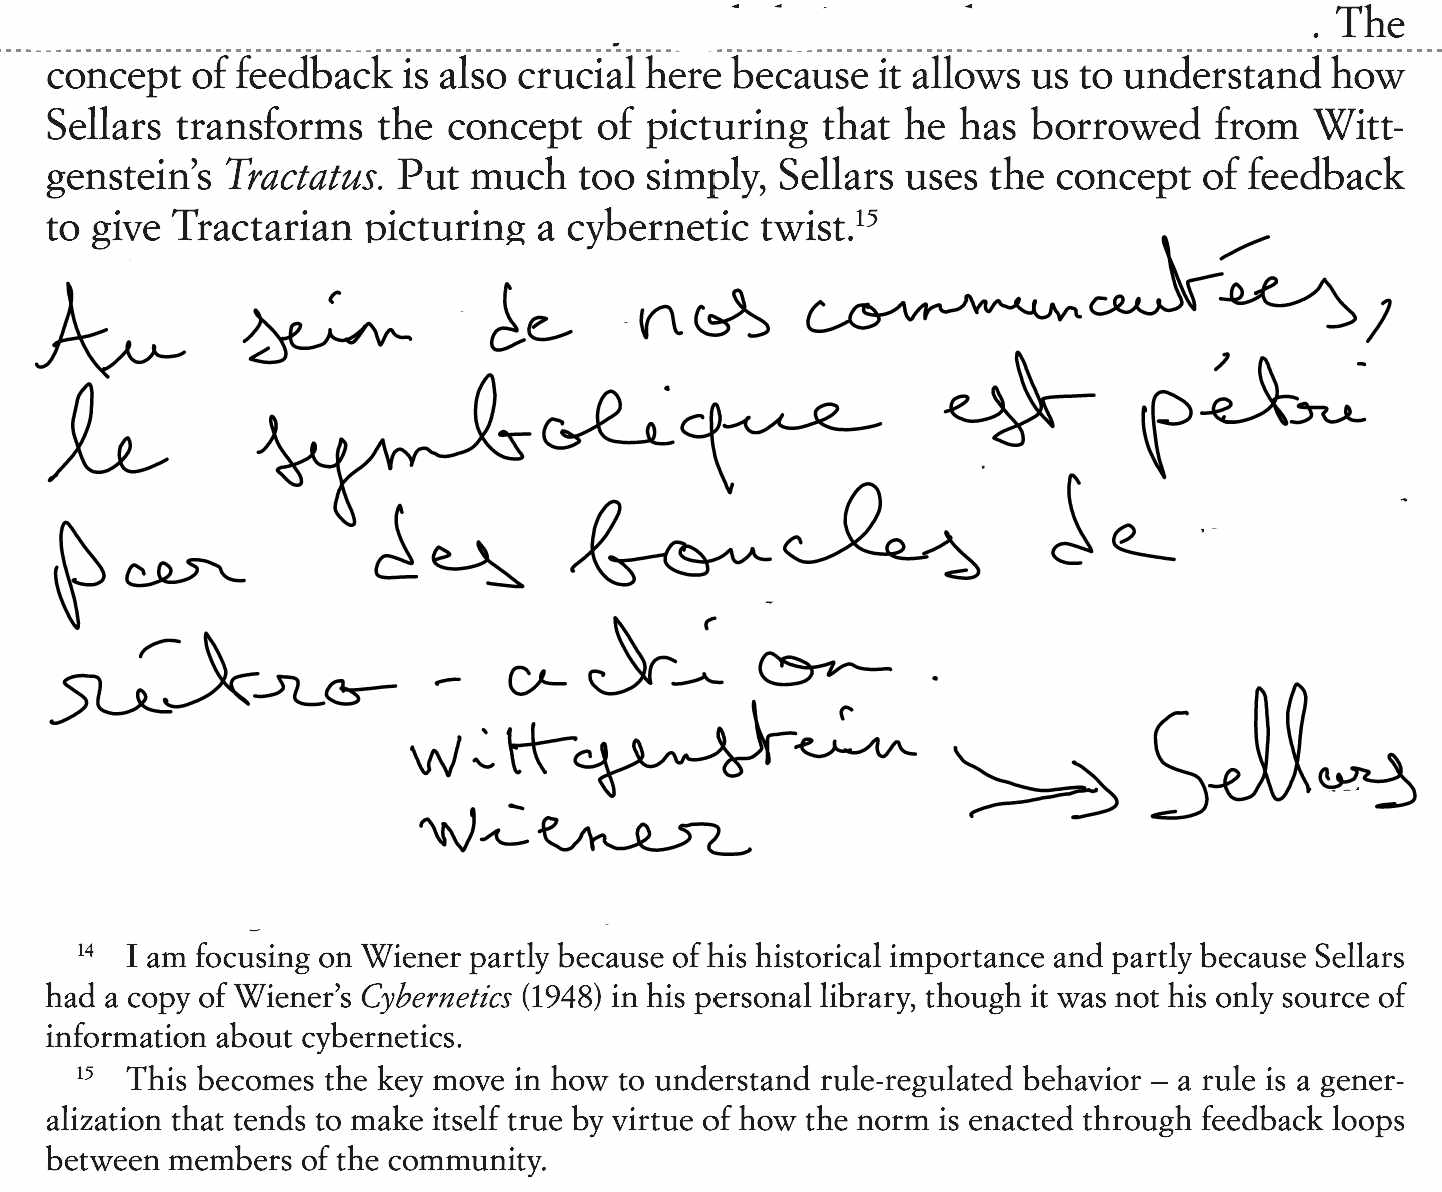 . The
concept of feedback is also crucial here because it allows us to understand how
Sellars transforms the concept of picturing that he has borrowed from Witt-
genstein’s Tractatus. Put much too simply, Sellars uses the concept of feedback
to give Tractarian picturing a cybernetic twist.¹⁵
Au sein de nos communautées,
le symbolique est pétri
par des boucles de
rétro-action.
Wittgenstein → Sellars
Wiener
¹⁴ I am focusing on Wiener partly because of his historical importance and partly because Sellars
had a copy of Wiener’s Cybernetics (1948) in his personal library, though it was not his only source of
information about cybernetics.
¹⁵ This becomes the key move in how to understand rule-regulated behavior – a rule is a gener-
alization that tends to make itself true by virtue of how the norm is enacted through feedback loops
between members of the community.